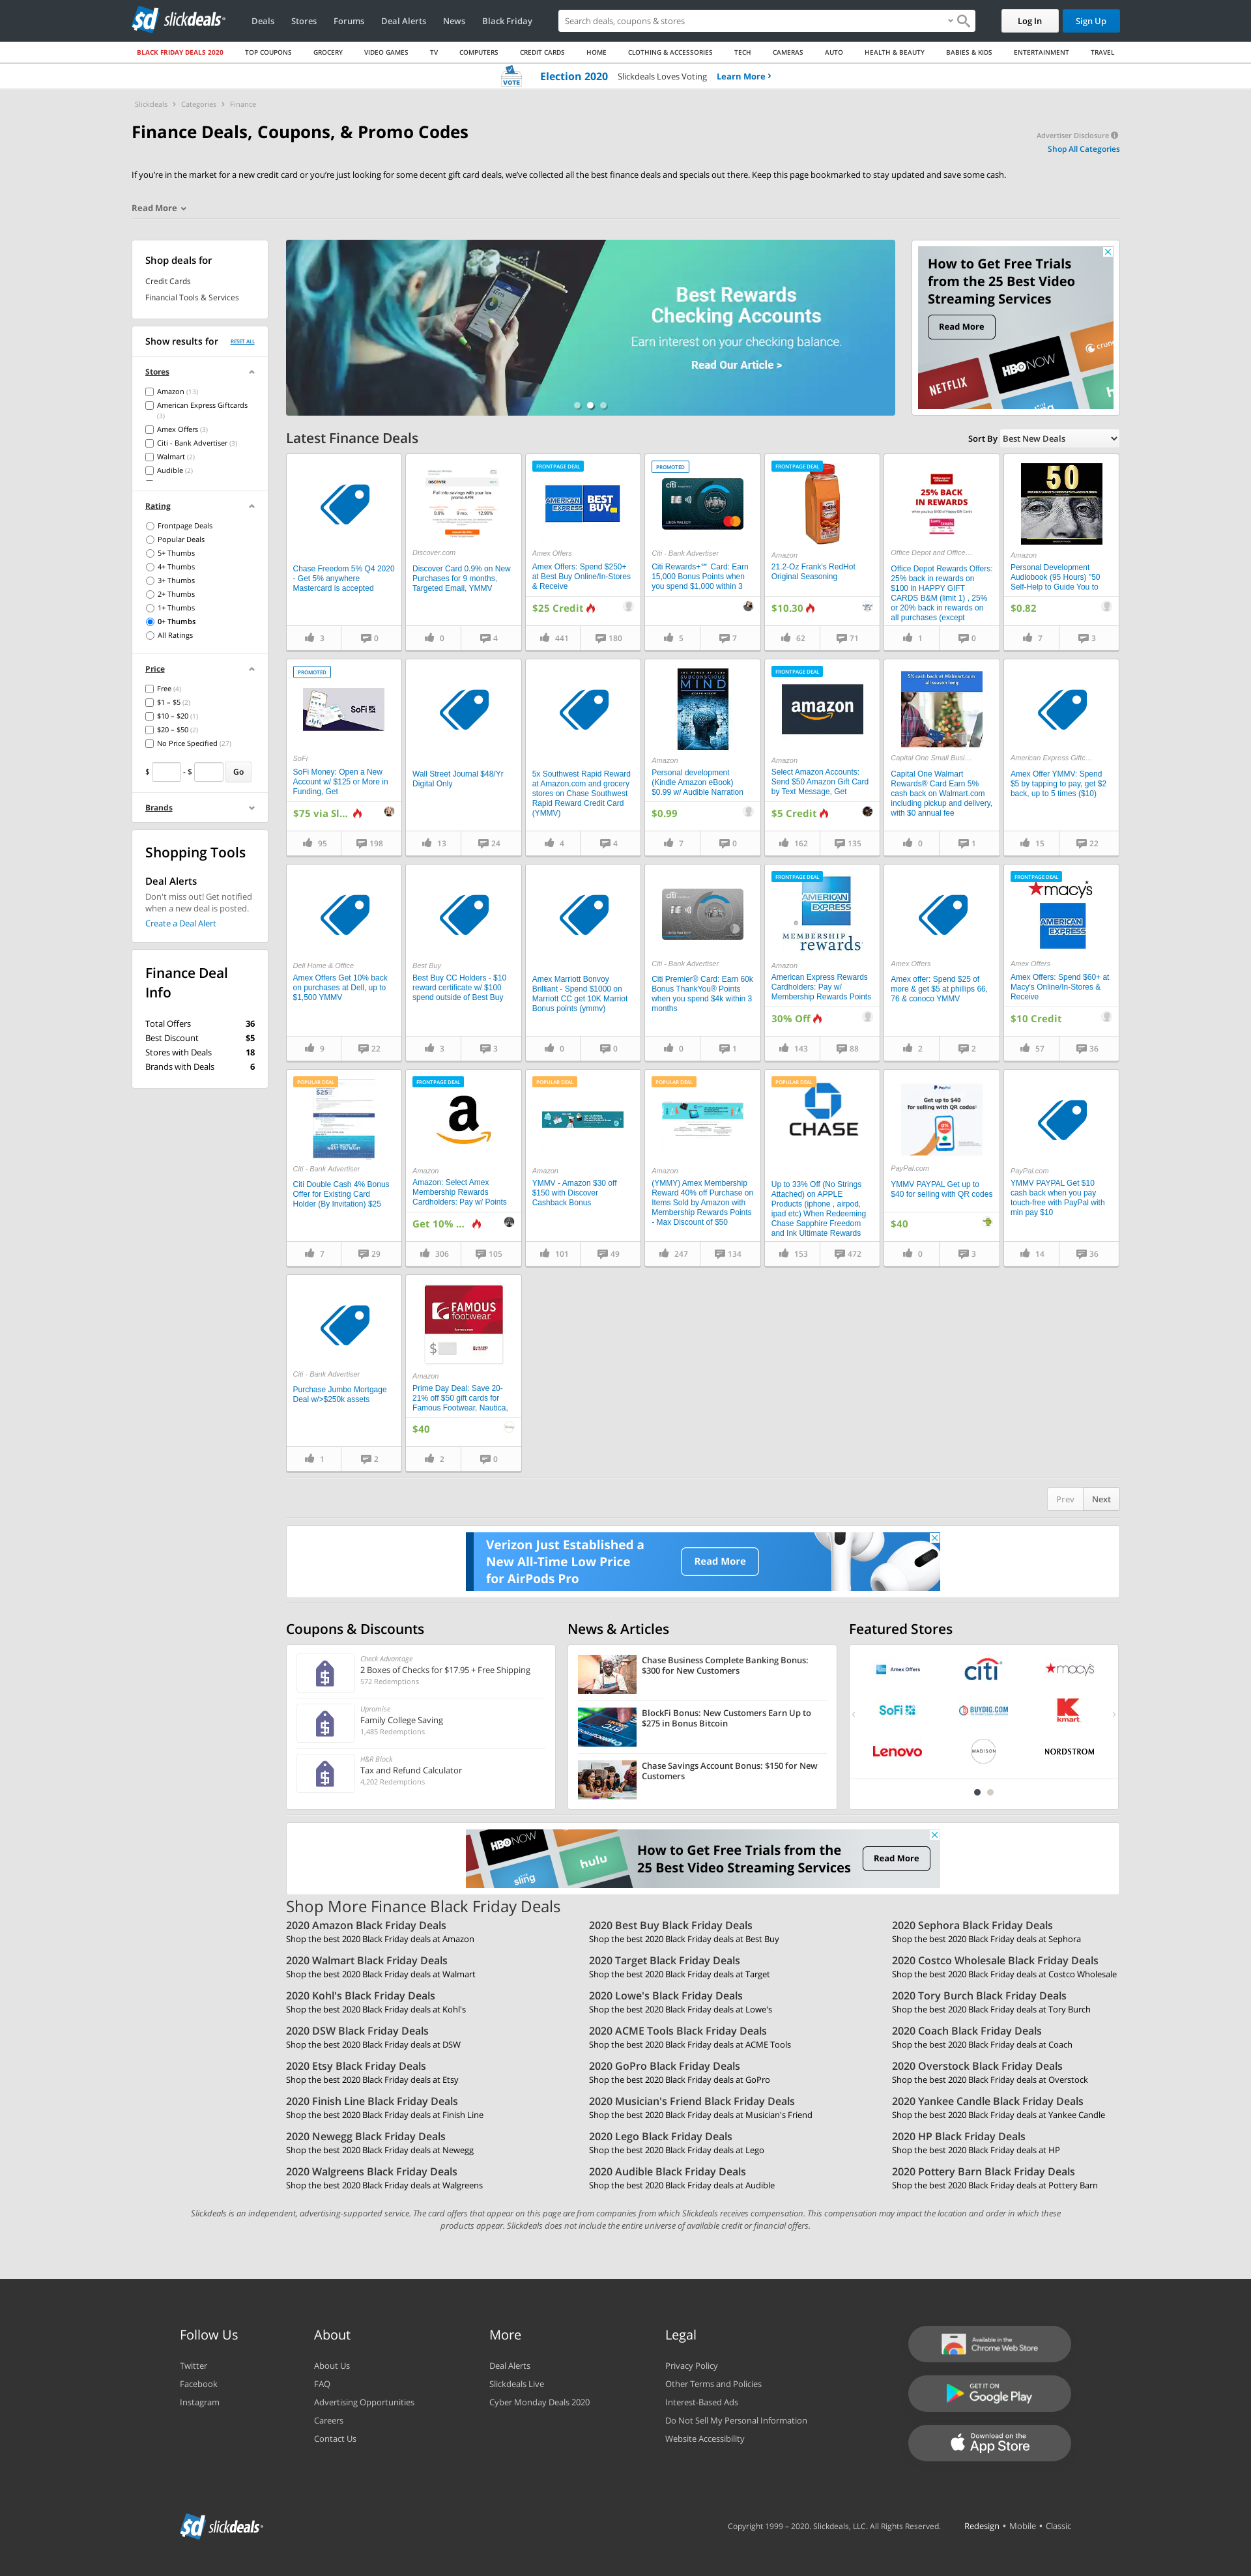 sd slickdeals
Deals Stores Forums Deal Alerts News Black Friday
Search deals, coupons & stores
Log In
Sign Up
BLACK FRIDAY DEALS 2020 TOP COUPONS GROCERY VIDEO GAMES TV COMPUTERS CREDIT CARDS HOME CLOTHING & ACCESSORIES TECH CAMERAS AUTO HEALTH & BEAUTY BABIES & KIDS ENTERTAINMENT TRAVEL
VOTE
Election 2020 Slickdeals Loves Voting Learn More ›
Slickdeals › Categories › Finance
Finance Deals, Coupons, & Promo Codes
Advertiser Disclosure
Shop All Categories
If you're in the market for a new credit card or you're just looking for some decent gift card deals, we've collected all the best finance deals and specials out there. Keep this page bookmarked to stay updated and save some cash.
Read More
Shop deals for
Credit Cards
Financial Tools & Services
Show results for RESET ALL
Stores
Amazon (13)
American Express Giftcards
(3)
Amex Offers (3)
Citi - Bank Advertiser (3)
Walmart (2)
Audible (2)
Rating
Frontpage Deals
Popular Deals
5+ Thumbs
4+ Thumbs
3+ Thumbs
2+ Thumbs
1+ Thumbs
0+ Thumbs
All Ratings
Price
Free (4)
$1 – $5 (2)
$10 – $20 (1)
$20 – $50 (2)
No Price Specified (27)
$ - $ Go
Brands
Shopping Tools
Deal Alerts
Don't miss out! Get notified
when a new deal is posted.
Create a Deal Alert
Finance Deal
Info
Total Offers 36
Best Discount $5
Stores with Deals 18
Brands with Deals 6
Best Rewards
Checking Accounts
Earn interest on your checking balance.
Read Our Article >
How to Get Free Trials
from the 25 Best Video
Streaming Services
Read More
NETFLIX
HBO NOW
crunc
Latest Finance Deals
Sort By Best New Deals
Chase Freedom 5% Q4 2020
- Get 5% anywhere
Mastercard is accepted
3 0
DISCOVER
Discover.com
Discover Card 0.9% on New
Purchases for 9 months,
Targeted Email, YMMV
0 4
FRONTPAGE DEAL
AMERICAN EXPRESS
BEST BUY
Amex Offers
Amex Offers: Spend $250+
at Best Buy Online/In-Stores
& Receive
$25 Credit
441 180
PROMOTED
citi
Citi - Bank Advertiser
Citi Rewards+℠ Card: Earn
15,000 Bonus Points when
you spend $1,000 within 3
5 7
FRONTPAGE DEAL
Amazon
21.2-Oz Frank's RedHot
Original Seasoning
$10.30
62 71
25% BACK
IN REWARDS
Office Depot and Office...
Office Depot Rewards Offers:
25% back in rewards on
$100 in HAPPY GIFT
CARDS B&M (limit 1) , 25%
or 20% back in rewards on
all purchases (except
1 0
50
Amazon
Personal Development
Audiobook (95 Hours) "50
Self-Help to Guide You to
$0.82
7 3
PROMOTED
SoFi
SoFi
SoFi Money: Open a New
Account w/ $125 or More in
Funding, Get
$75 via Sl...
95 198
Wall Street Journal $48/Yr
Digital Only
13 24
5x Southwest Rapid Reward
at Amazon.com and grocery
stores on Chase Southwest
Rapid Reward Credit Card
(YMMV)
4 4
SUBCONSCIOUS
MIND
Amazon
Personal development
(Kindle Amazon eBook)
$0.99 w/ Audible Narration
$0.99
7 0
FRONTPAGE DEAL
amazon
Amazon
Select Amazon Accounts:
Send $50 Amazon Gift Card
by Text Message, Get
$5 Credit
162 135
5% cash back at Walmart.com
all season long
Capital One Small Busi...
Capital One Walmart
Rewards® Card Earn 5%
cash back on Walmart.com
including pickup and delivery,
with $0 annual fee
0 1
American Express Giftc...
Amex Offer YMMV: Spend
$5 by tapping to pay, get $2
back, up to 5 times ($10)
15 22
Dell Home & Office
Amex Offers Get 10% back
on purchases at Dell, up to
$1,500 YMMV
9 22
Best Buy
Best Buy CC Holders - $10
reward certificate w/ $100
spend outside of Best Buy
3 3
Amex Marriott Bonvoy
Brilliant - Spend $1000 on
Marriott CC get 10K Marriot
Bonus points (ymmv)
0 0
citi
Citi - Bank Advertiser
Citi Premier® Card: Earn 60k
Bonus ThankYou® Points
when you spend $4k within 3
months
0 1
FRONTPAGE DEAL
AMERICAN EXPRESS
MEMBERSHIP
rewards
Amazon
American Express Rewards
Cardholders: Pay w/
Membership Rewards Points
30% Off
143 88
Amex Offers
Amex offer: Spend $25 of
more & get $5 at phillips 66,
76 & conoco YMMV
2 2
FRONTPAGE DEAL
macy's
AMERICAN EXPRESS
Amex Offers
Amex Offers: Spend $60+ at
Macy's Online/In-Stores &
Receive
$10 Credit
57 36
POPULAR DEAL
$25
Citi - Bank Advertiser
Citi Double Cash 4% Bonus
Offer for Existing Card
Holder (By Invitation) $25
7 29
FRONTPAGE DEAL
a
Amazon
Amazon: Select Amex
Membership Rewards
Cardholders: Pay w/ Points
Get 10% ...
306 105
POPULAR DEAL
Amazon
YMMV - Amazon $30 off
$150 with Discover
Cashback Bonus
101 49
POPULAR DEAL
Amazon
(YMMY) Amex Membership
Reward 40% off Purchase on
Items Sold by Amazon with
Membership Rewards Points
- Max Discount of $50
247 134
POPULAR DEAL
CHASE
Up to 33% Off (No Strings
Attached) on APPLE
Products (iphone , airpod,
ipad etc) When Redeeming
Chase Sapphire Freedom
and Ink Ultimate Rewards
153 472
PayPal
Get up to $40
for selling with QR codes
PayPal.com
YMMV PAYPAL Get up to
$40 for selling with QR codes
$40
0 3
PayPal.com
YMMV PAYPAL Get $10
cash back when you pay
touch-free with PayPal with
min pay $10
14 36
Citi - Bank Advertiser
Purchase Jumbo Mortgage
Deal w/>$250k assets
1 2
FAMOUS
footwear
$
Amazon
Prime Day Deal: Save 20-
21% off $50 gift cards for
Famous Footwear, Nautica,
$40
2 0
Prev Next
Verizon Just Established a
New All-Time Low Price
for AirPods Pro
Read More
Coupons & Discounts
Check Advantage
2 Boxes of Checks for $17.95 + Free Shipping
572 Redemptions
Upromise
Family College Saving
1,485 Redemptions
H&R Block
Tax and Refund Calculator
4,202 Redemptions
News & Articles
Chase Business Complete Banking Bonus:
$300 for New Customers
BlockFi Bonus: New Customers Earn Up to
$275 in Bonus Bitcoin
Chase Savings Account Bonus: $150 for New
Customers
Featured Stores
Amex Offers citi macy's
SoFi BUYDIG.COM kmart
Lenovo MADISON NORDSTROM
HBO NOW
sling
hulu
How to Get Free Trials from the
25 Best Video Streaming Services
Read More
Shop More Finance Black Friday Deals
2020 Amazon Black Friday Deals 2020 Best Buy Black Friday Deals 2020 Sephora Black Friday Deals
Shop the best 2020 Black Friday deals at Amazon Shop the best 2020 Black Friday deals at Best Buy Shop the best 2020 Black Friday deals at Sephora
2020 Walmart Black Friday Deals 2020 Target Black Friday Deals 2020 Costco Wholesale Black Friday Deals
Shop the best 2020 Black Friday deals at Walmart Shop the best 2020 Black Friday deals at Target Shop the best 2020 Black Friday deals at Costco Wholesale
2020 Kohl's Black Friday Deals 2020 Lowe's Black Friday Deals 2020 Tory Burch Black Friday Deals
Shop the best 2020 Black Friday deals at Kohl's Shop the best 2020 Black Friday deals at Lowe's Shop the best 2020 Black Friday deals at Tory Burch
2020 DSW Black Friday Deals 2020 ACME Tools Black Friday Deals 2020 Coach Black Friday Deals
Shop the best 2020 Black Friday deals at DSW Shop the best 2020 Black Friday deals at ACME Tools Shop the best 2020 Black Friday deals at Coach
2020 Etsy Black Friday Deals 2020 GoPro Black Friday Deals 2020 Overstock Black Friday Deals
Shop the best 2020 Black Friday deals at Etsy Shop the best 2020 Black Friday deals at GoPro Shop the best 2020 Black Friday deals at Overstock
2020 Finish Line Black Friday Deals 2020 Musician's Friend Black Friday Deals 2020 Yankee Candle Black Friday Deals
Shop the best 2020 Black Friday deals at Finish Line Shop the best 2020 Black Friday deals at Musician's Friend Shop the best 2020 Black Friday deals at Yankee Candle
2020 Newegg Black Friday Deals 2020 Lego Black Friday Deals 2020 HP Black Friday Deals
Shop the best 2020 Black Friday deals at Newegg Shop the best 2020 Black Friday deals at Lego Shop the best 2020 Black Friday deals at HP
2020 Walgreens Black Friday Deals 2020 Audible Black Friday Deals 2020 Pottery Barn Black Friday Deals
Shop the best 2020 Black Friday deals at Walgreens Shop the best 2020 Black Friday deals at Audible Shop the best 2020 Black Friday deals at Pottery Barn
Slickdeals is an independent, advertising-supported service. The card offers that appear on this page are from companies from which Slickdeals receives compensation. This compensation may impact the location and order in which these
products appear. Slickdeals does not include the entire universe of available credit or financial offers.
Follow Us
Twitter
Facebook
Instagram
About
About Us
FAQ
Advertising Opportunities
Careers
Contact Us
More
Deal Alerts
Slickdeals Live
Cyber Monday Deals 2020
Legal
Privacy Policy
Other Terms and Policies
Interest-Based Ads
Do Not Sell My Personal Information
Website Accessibility
Available in the
Chrome Web Store
GET IT ON
Google Play
Download on the
App Store
sd slickdeals
Copyright 1999 – 2020. Slickdeals, LLC. All Rights Reserved. Redesign • Mobile • Classic